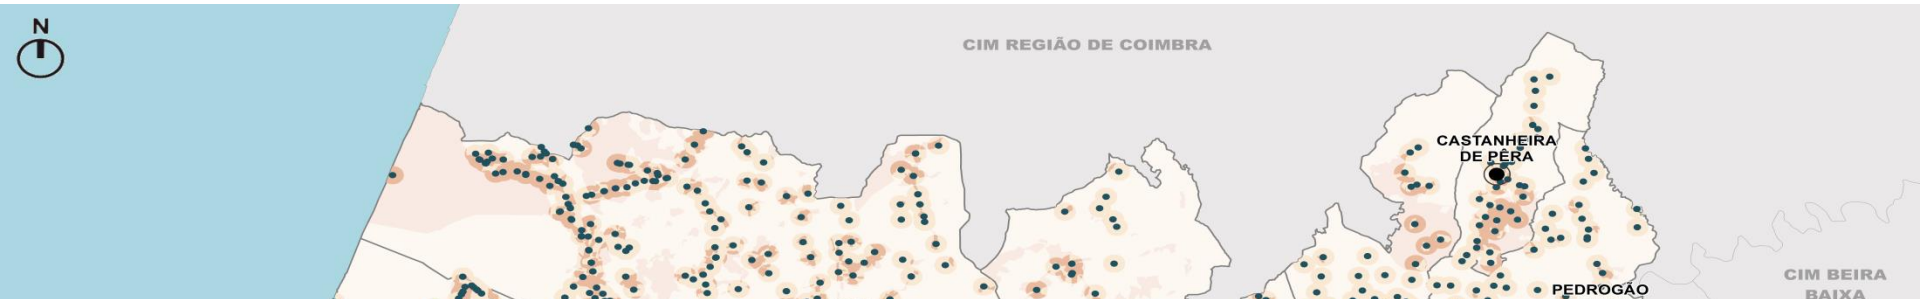 N
CIM REGIÃO DE COIMBRA
CASTANHEIRA
DE PÊRA
CIM BEIRA
BAIXA
PEDROGÃO